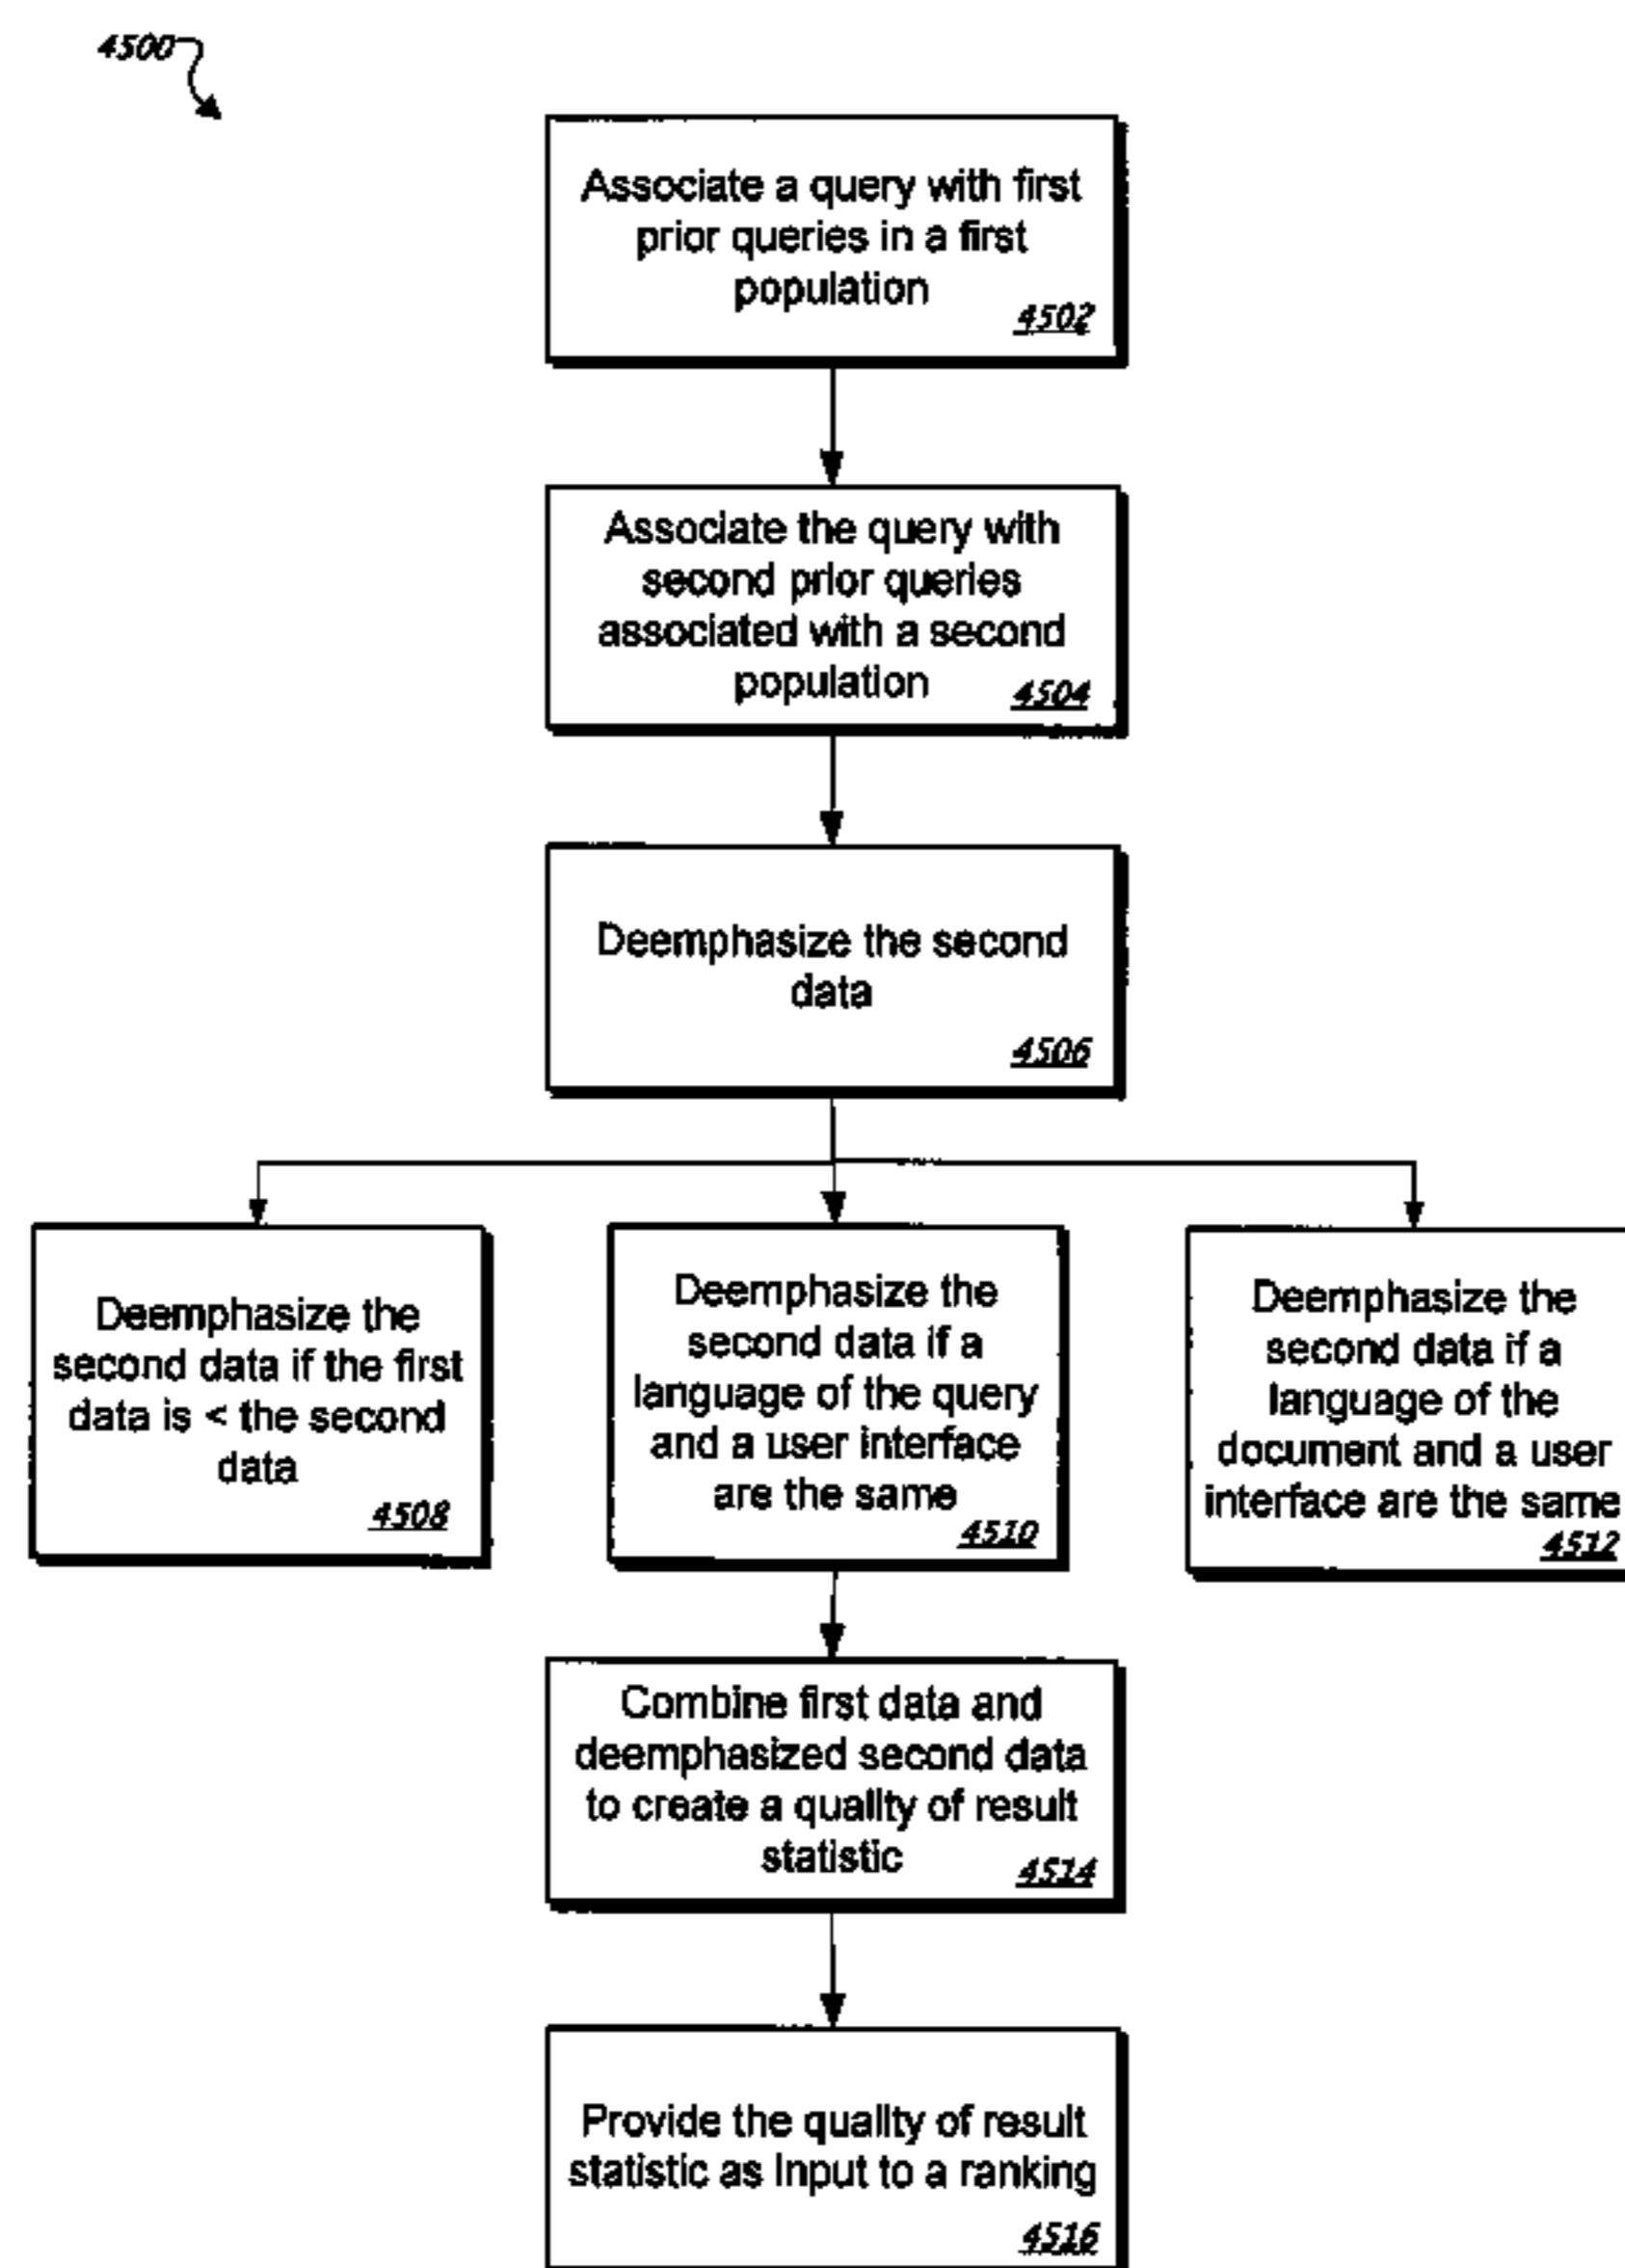 4500
Associate a query with first
prior queries in a first
population
4502
Associate the query with
second prior queries
associated with a second
population
4504
Deemphasize the second
data
4506
Deemphasize the
second data if the first
data is < the second
data
4508
Deemphasize the
second data if a
language of the query
and a user interface
are the same
4510
Deemphasize the
second data if a
language of the
document and a user
interface are the same
4512
Combine first data and
deemphasized second data
to create a quality of result
statistic
4514
Provide the quality of result
statistic as input to a ranking
4516